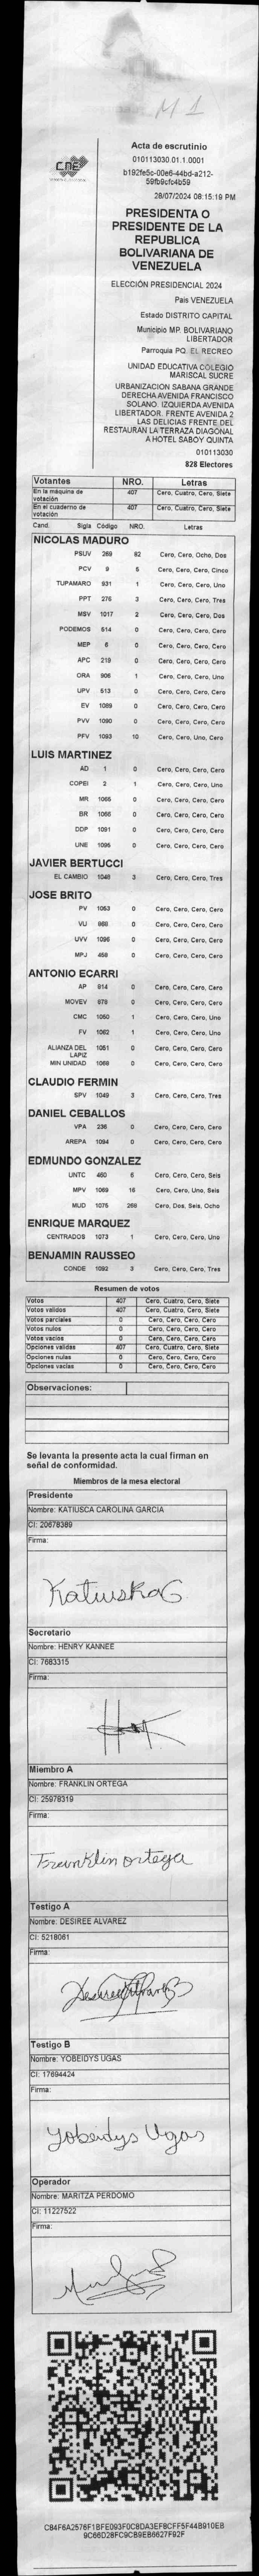 M 1
CNE
Acta de escrutinio
010113030.01.1.0001
b192fe5c-00e6-44bd-a212-
59fb9cfc4b59
28/07/2024 08:15:19 PM
PRESIDENTA O
PRESIDENTE DE LA
REPUBLICA
BOLIVARIANA DE
VENEZUELA
ELECCIÓN PRESIDENCIAL 2024
Pais VENEZUELA
Estado DISTRITO CAPITAL
Municipio MP. BOLIVARIANO
LIBERTADOR
Parroquia PQ. EL RECREO
UNIDAD EDUCATIVA COLEGIO
MARISCAL SUCRE
URBANIZACION SABANA GRANDE
DERECHA AVENIDA FRANCISCO
SOLANO. IZQUIERDA AVENIDA
LIBERTADOR. FRENTE AVENIDA 2
LAS DELICIAS FRENTE DEL
RESTAURAN LA TERRAZA DIAGONAL
A HOTEL SABOY QUINTA
010113030
828 Electores
Votantes NRO. Letras
En la máquina de votación 407 Cero, Cuatro, Cero, Siete
En el cuaderno de votación 407 Cero, Cuatro, Cero, Siete
Cand. Sigla Código NRO. Letras
NICOLAS MADURO
PSUV 269 82 Cero, Cero, Ocho, Dos
PCV 9 5 Cero, Cero, Cero, Cinco
TUPAMARO 931 1 Cero, Cero, Cero, Uno
PPT 276 3 Cero, Cero, Cero, Tres
MSV 1017 2 Cero, Cero, Cero, Dos
PODEMOS 514 0 Cero, Cero, Cero, Cero
MEP 6 0 Cero, Cero, Cero, Cero
APC 219 0 Cero, Cero, Cero, Cero
ORA 906 1 Cero, Cero, Cero, Uno
UPV 513 0 Cero, Cero, Cero, Cero
EV 1089 0 Cero, Cero, Cero, Cero
PVV 1090 0 Cero, Cero, Cero, Cero
PFV 1093 10 Cero, Cero, Uno, Cero
LUIS MARTINEZ
AD 1 0 Cero, Cero, Cero, Cero
COPEI 2 1 Cero, Cero, Cero, Uno
MR 1065 0 Cero, Cero, Cero, Cero
BR 1066 0 Cero, Cero, Cero, Cero
DDP 1091 0 Cero, Cero, Cero, Cero
UNE 1095 0 Cero, Cero, Cero, Cero
JAVIER BERTUCCI
EL CAMBIO 1048 3 Cero, Cero, Cero, Tres
JOSE BRITO
PV 1053 0 Cero, Cero, Cero, Cero
VU 868 0 Cero, Cero, Cero, Cero
UVV 1096 0 Cero, Cero, Cero, Cero
MPJ 459 0 Cero, Cero, Cero, Cero
ANTONIO ECARRI
AP 914 0 Cero, Cero, Cero, Cero
MOVEV 878 0 Cero, Cero, Cero, Cero
CMC 1050 1 Cero, Cero, Cero, Uno
FV 1062 1 Cero, Cero, Cero, Uno
ALIANZA DEL LAPIZ 1051 0 Cero, Cero, Cero, Cero
MIN UNIDAD 1068 0 Cero, Cero, Cero, Cero
CLAUDIO FERMIN
SPV 1049 3 Cero, Cero, Cero, Tres
DANIEL CEBALLOS
VPA 236 0 Cero, Cero, Cero, Cero
AREPA 1094 0 Cero, Cero, Cero, Cero
EDMUNDO GONZALEZ
UNTC 460 6 Cero, Cero, Cero, Seis
MPV 1069 16 Cero, Cero, Uno, Seis
MUD 1075 268 Cero, Dos, Seis, Ocho
ENRIQUE MARQUEZ
CENTRADOS 1073 1 Cero, Cero, Cero, Uno
BENJAMIN RAUSSEO
CONDE 1092 3 Cero, Cero, Cero, Tres
Resumen de votos
Votos 407 Cero, Cuatro, Cero, Siete
Votos validos 407 Cero, Cuatro, Cero, Siete
Votos parciales 0 Cero, Cero, Cero, Cero
Votos nulos 0 Cero, Cero, Cero, Cero
Votos vacios 0 Cero, Cero, Cero, Cero
Opciones validas 407 Cero, Cuatro, Cero, Siete
Opciones nulas 0 Cero, Cero, Cero, Cero
Opciones vacias 0 Cero, Cero, Cero, Cero
Observaciones:
Se levanta la presente acta la cual firman en
señal de conformidad.
Miembros de la mesa electoral
Presidente
Nombre: KATIUSCA CAROLINA GARCIA
CI: 20678389
Firma:
KatiuskaG
Secretario
Nombre: HENRY KANNEE
CI: 7683315
Firma:
Miembro A
Nombre: FRANKLIN ORTEGA
CI: 25978319
Firma:
Franklin ortega
Testigo A
Nombre: DESIREE ALVAREZ
CI: 5218061
Firma:
Testigo B
Nombre: YOBEIDYS UGAS
CI: 17694424
Firma:
Yobeidys Ugas
Operador
Nombre: MARITZA PERDOMO
CI: 11227522
Firma:
CB4F6A2576F1BFE093F0C8DA3EFBCFF5F44B910EB
9C66D28FC9CB9EB6627F92F